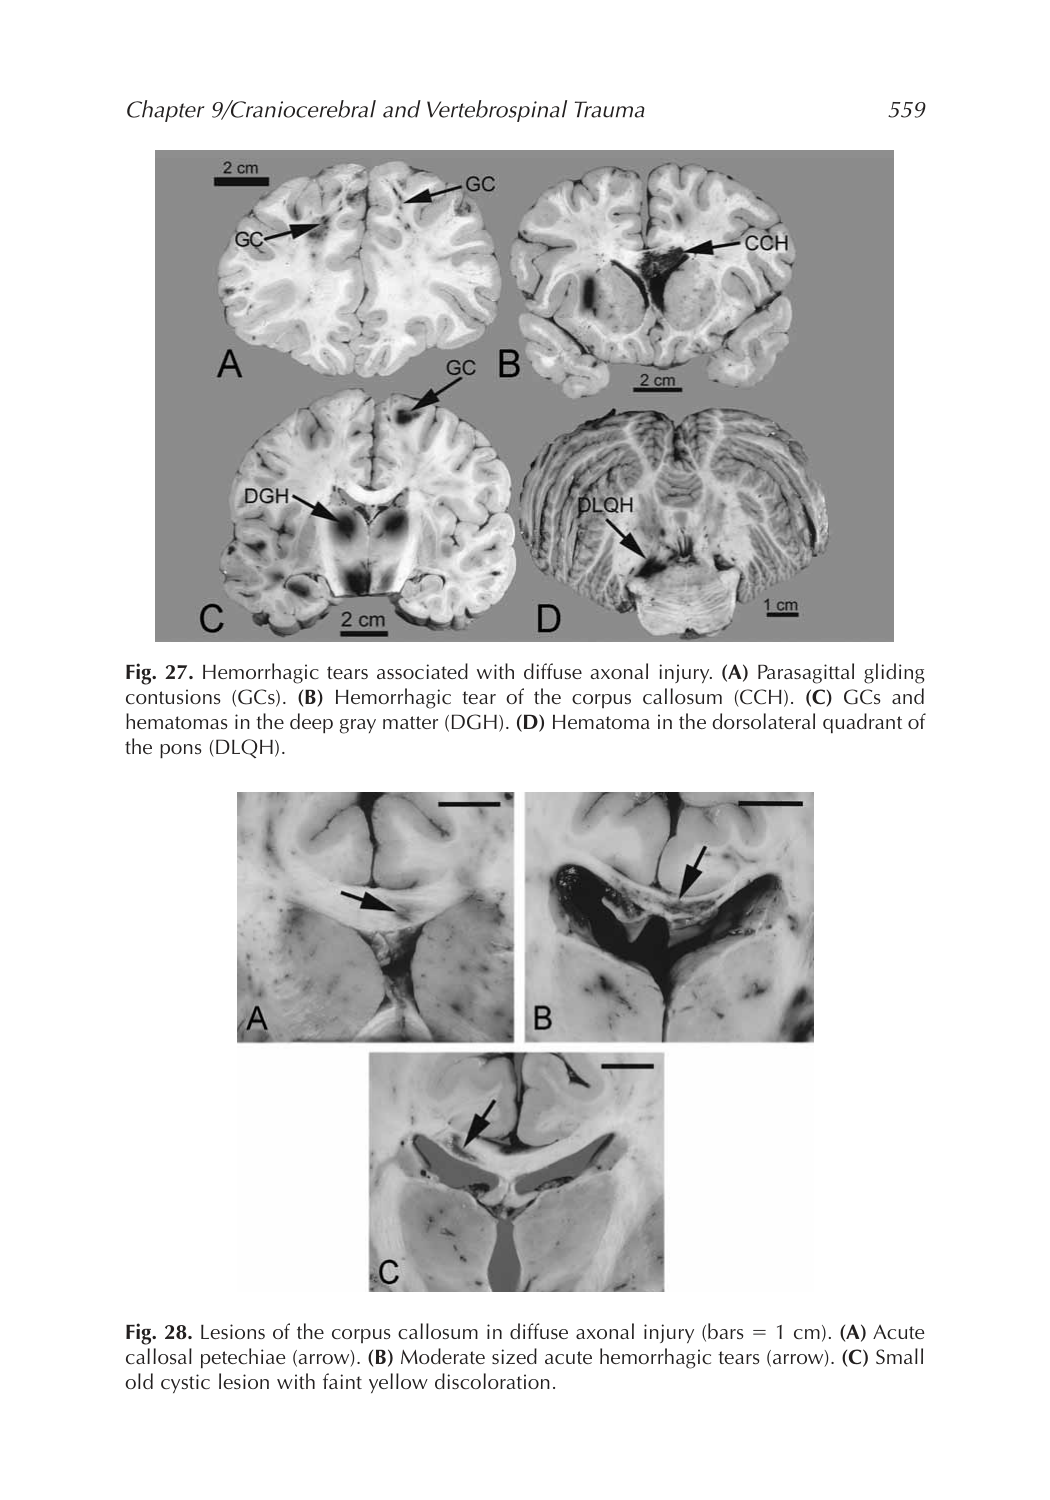 Chapter 9/Craniocerebral and Vertebrospinal Trauma 559
2 cm
GC
GC
CCH
A
B
GC
2 cm
DGH
DLQH
C
2 cm
D
1 cm
Fig. 27. Hemorrhagic tears associated with diffuse axonal injury. (A) Parasagittal gliding
contusions (GCs). (B) Hemorrhagic tear of the corpus callosum (CCH). (C) GCs and
hematomas in the deep gray matter (DGH). (D) Hematoma in the dorsolateral quadrant of
the pons (DLQH).
A
B
C
Fig. 28. Lesions of the corpus callosum in diffuse axonal injury (bars = 1 cm). (A) Acute
callosal petechiae (arrow). (B) Moderate sized acute hemorrhagic tears (arrow). (C) Small
old cystic lesion with faint yellow discoloration.